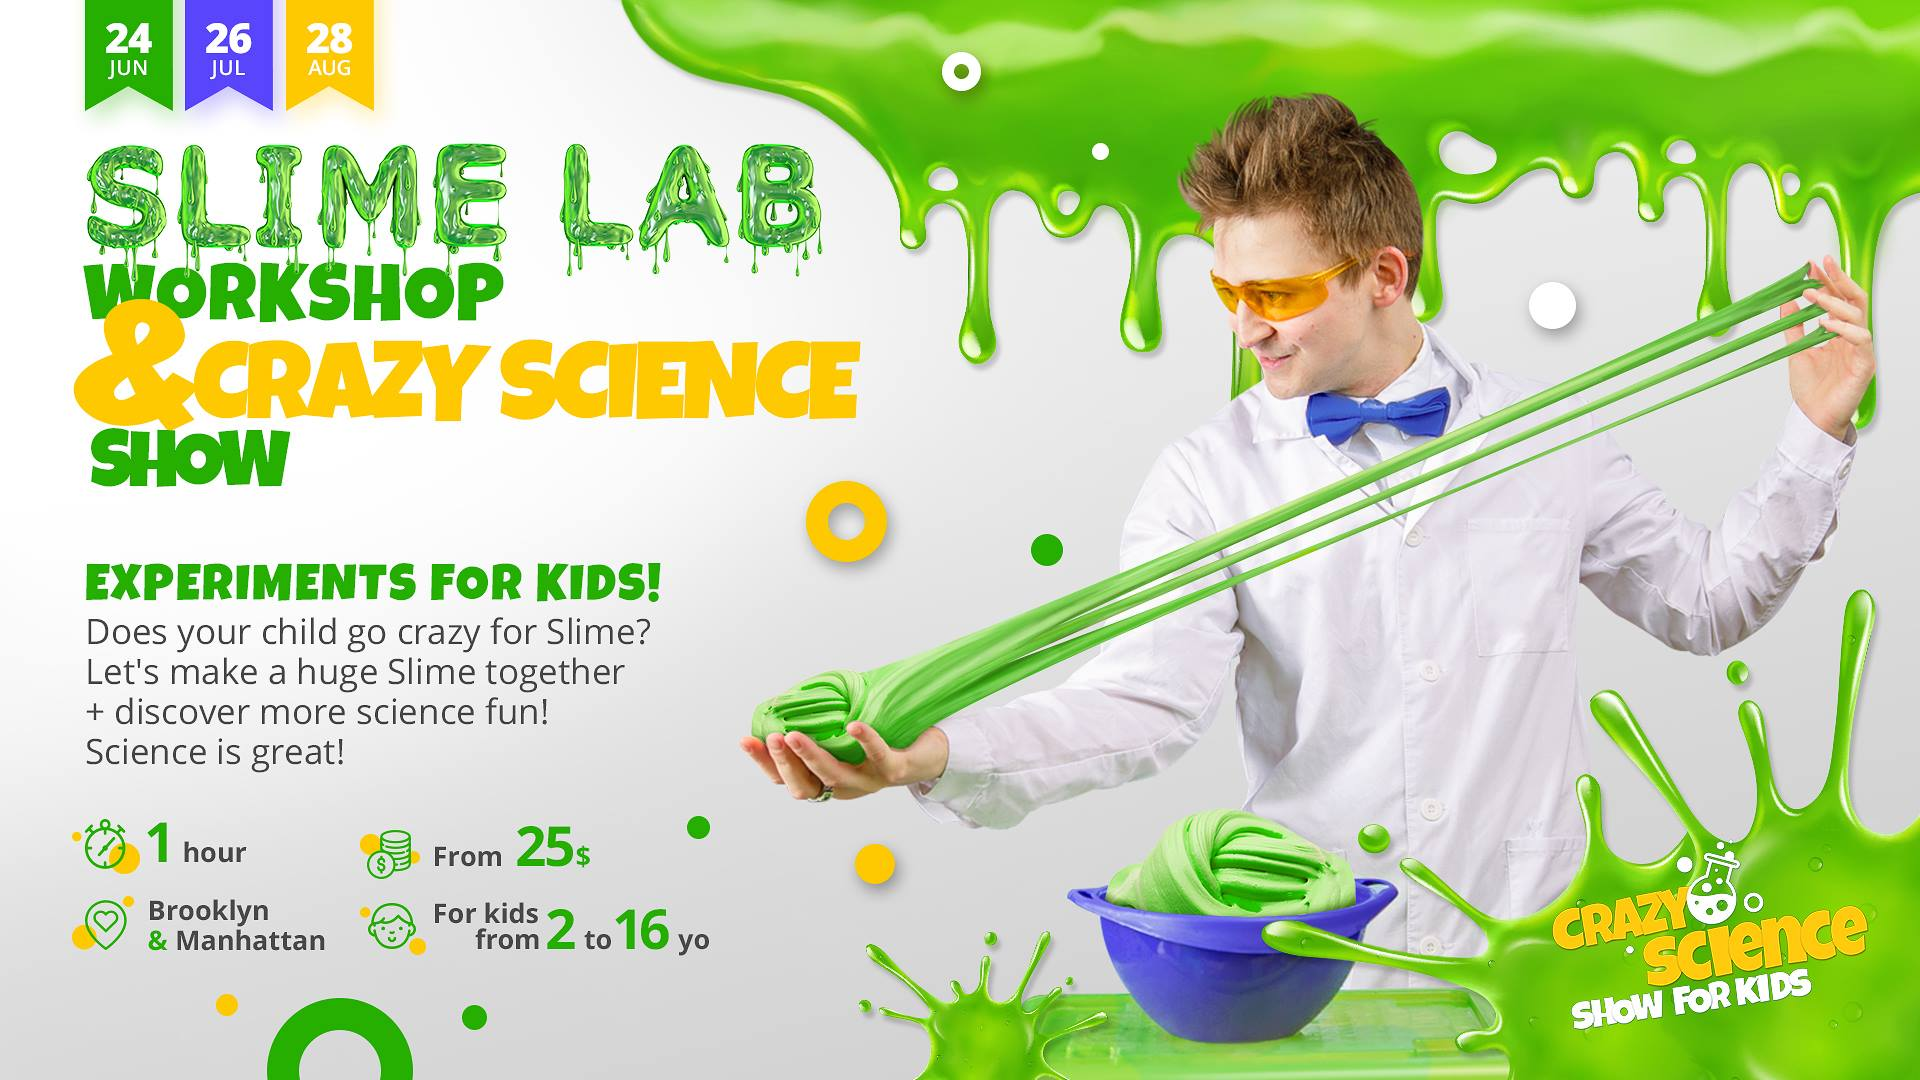 24 JUN
26 JUL
28 AUG
SLIME LAB
WORKSHOP
& CRAZY SCIENCE
SHOW
EXPERIMENTS FOR KIDS!
Does your child go crazy for Slime?
Let's make a huge Slime together
+ discover more science fun!
Science is great!
1 hour
From 25$
Brooklyn
& Manhattan
For kids
from 2 to 16 yo
CRAZY
SCIENCE
SHOW FOR KIDS